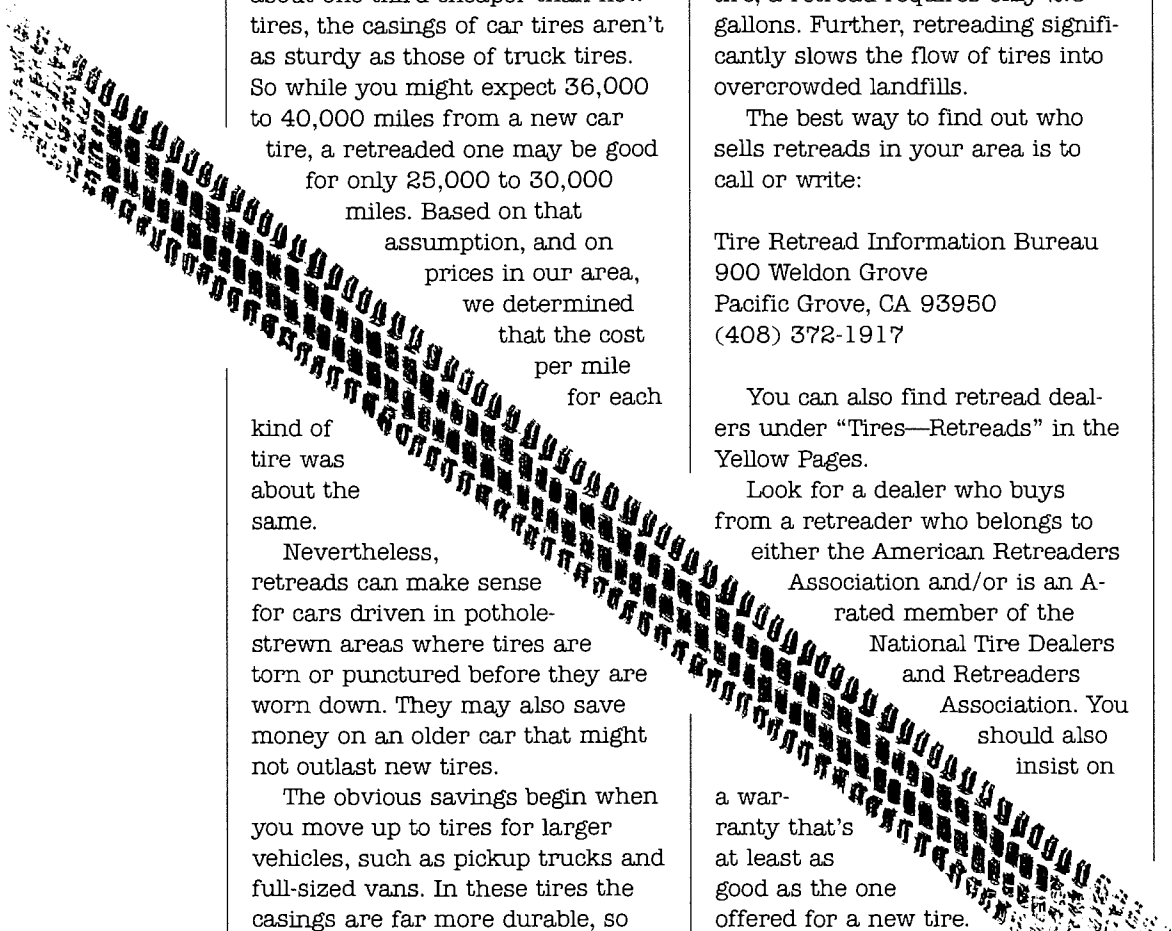 tires, the casings of car tires aren't
as sturdy as those of truck tires.
So while you might expect 36,000
to 40,000 miles from a new car
tire, a retreaded one may be good
for only 25,000 to 30,000
miles. Based on that
assumption, and on
prices in our area,
we determined
that the cost
per mile
for each
kind of
tire was
about the
same.
Nevertheless,
retreads can make sense
for cars driven in pothole-
strewn areas where tires are
torn or punctured before they are
worn down. They may also save
money on an older car that might
not outlast new tires.
The obvious savings begin when
you move up to tires for larger
vehicles, such as pickup trucks and
full-sized vans. In these tires the
casings are far more durable, so
gallons. Further, retreading signifi-
cantly slows the flow of tires into
overcrowded landfills.
The best way to find out who
sells retreads in your area is to
call or write:
Tire Retread Information Bureau
900 Weldon Grove
Pacific Grove, CA 93950
(408) 372-1917
You can also find retread deal-
ers under “Tires—Retreads” in the
Yellow Pages.
Look for a dealer who buys
from a retreader who belongs to
either the American Retreaders
Association and/or is an A-
rated member of the
National Tire Dealers
and Retreaders
Association. You
should also
insist on
a war-
ranty that's
at least as
good as the one
offered for a new tire.